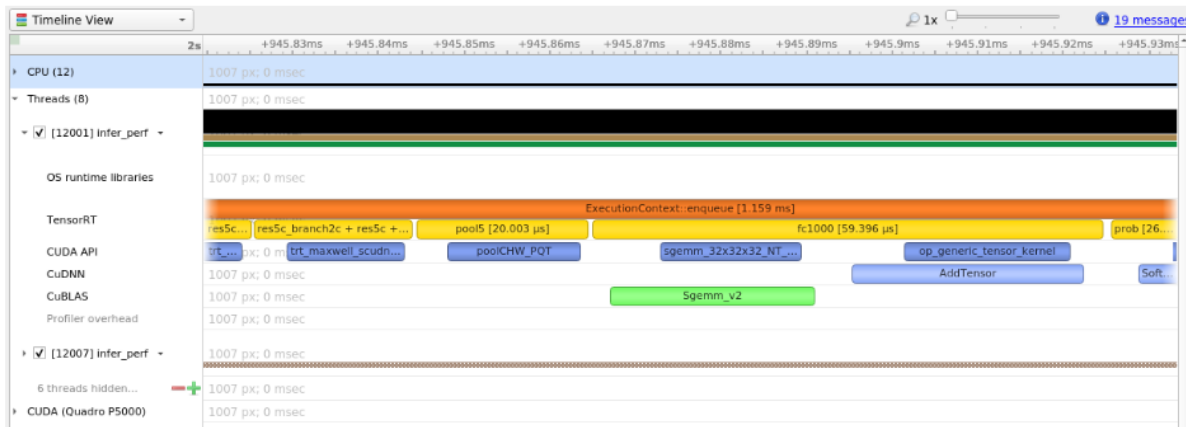 Timeline View 1x 19 messages
2s +945.83ms +945.84ms +945.85ms +945.86ms +945.87ms +945.88ms +945.89ms +945.9ms +945.91ms +945.92ms +945.93ms
CPU (12) 1007 px; 0 msec
Threads (8) 1007 px; 0 msec
[12001] infer_perf
OS runtime libraries 1007 px; 0 msec
ExecutionContext::enqueue [1.159 ms]
TensorRT
res5c... res5c_branch2c + res5c +... pool5 [20.003 µs] fc1000 [59.396 µs] prob [26....
CUDA API trt_... px; 0 m trt_maxwell_scudn... poolCHW_PQT sgemm_32x32x32_NT_... op_generic_tensor_kernel
CuDNN 1007 px; 0 msec AddTensor Soft...
CuBLAS 1007 px; 0 msec Sgemm_v2
Profiler overhead 1007 px; 0 msec
[12007] infer_perf 1007 px; 0 msec
6 threads hidden... 1007 px; 0 msec
CUDA (Quadro P5000) 1007 px; 0 msec